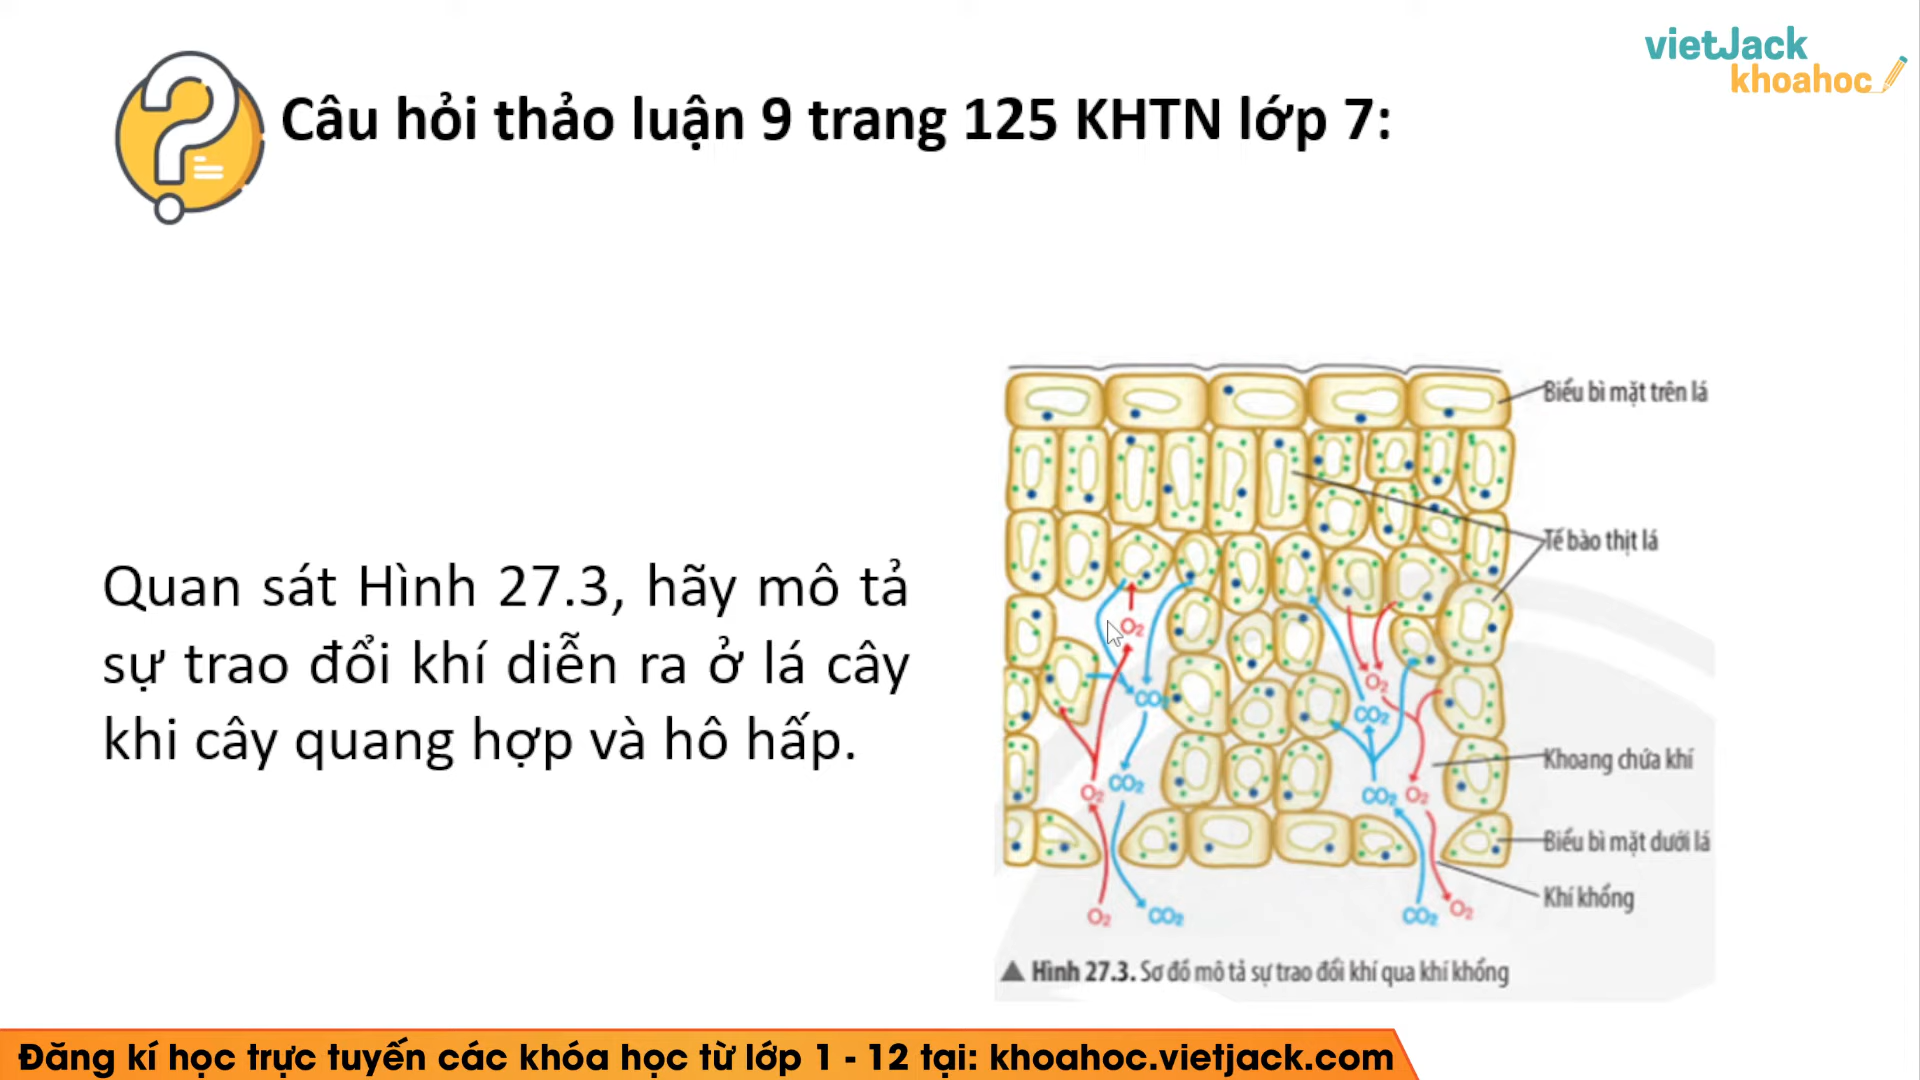 vietJack
khoahoc
Câu hỏi thảo luận 9 trang 125 KHTN lớp 7:
Quan sát Hình 27.3, hãy mô tả
sự trao đổi khí diễn ra ở lá cây
khi cây quang hợp và hô hấp.
Biểu bì mặt trên lá
Tế bào thịt lá
O₂
CO₂
O₂
CO₂
O₂
CO₂
CO₂
O₂
Khoang chứa khí
Biểu bì mặt dưới lá
Khí khổng
O₂
CO₂
CO₂
O₂
▲ Hình 27.3. Sơ đồ mô tả sự trao đổi khí qua khí khổng
Đăng kí học trực tuyến các khóa học từ lớp 1 - 12 tại: khoahoc.vietjack.com